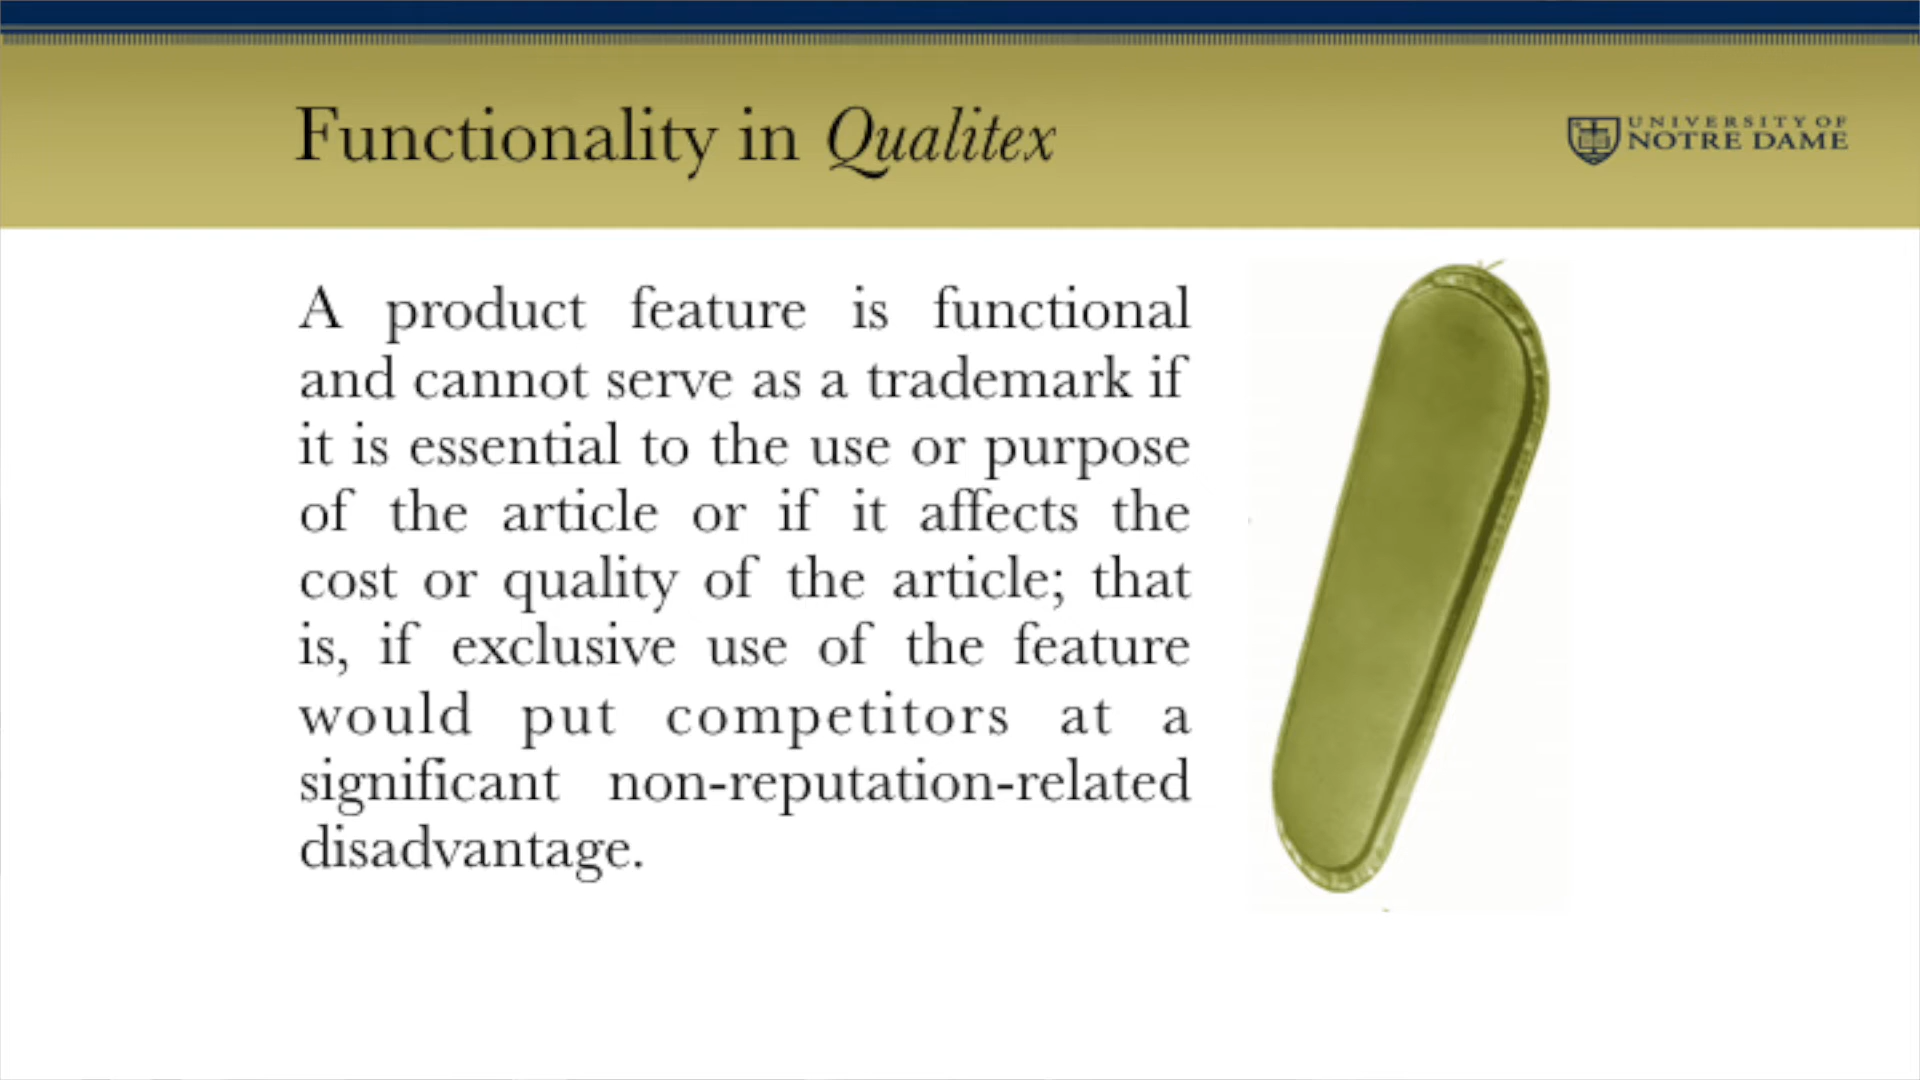 Functionality in Qualitex
UNIVERSITY OF
NOTRE DAME
A product feature is functional
and cannot serve as a trademark if
it is essential to the use or purpose
of the article or if it affects the
cost or quality of the article; that
is, if exclusive use of the feature
would put competitors at a
significant non-reputation-related
disadvantage.